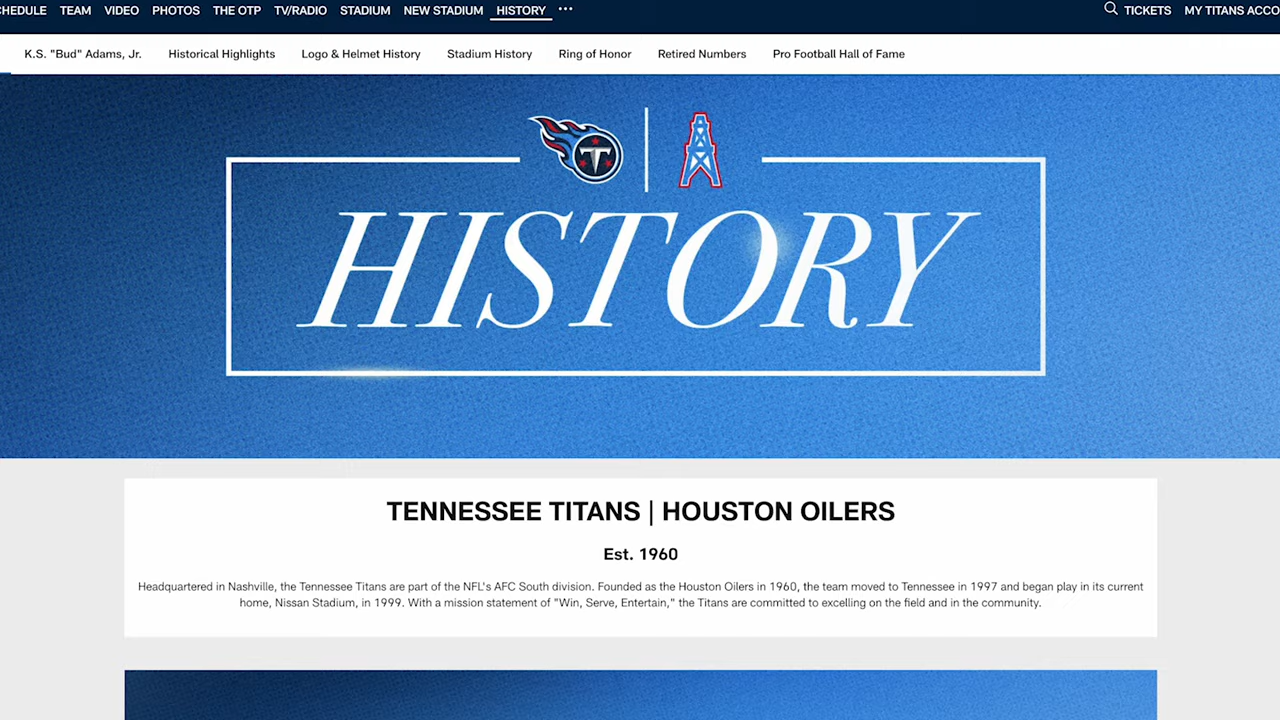 CHEDULE TEAM VIDEO PHOTOS THE OTP TV/RADIO STADIUM NEW STADIUM HISTORY ••• TICKETS MY TITANS ACCO
K.S. "Bud" Adams, Jr. Historical Highlights Logo & Helmet History Stadium History Ring of Honor Retired Numbers Pro Football Hall of Fame
T
HISTORY
TENNESSEE TITANS | HOUSTON OILERS
Est. 1960
Headquartered in Nashville, the Tennessee Titans are part of the NFL's AFC South division. Founded as the Houston Oilers in 1960, the team moved to Tennessee in 1997 and began play in its current
home, Nissan Stadium, in 1999. With a mission statement of "Win, Serve, Entertain," the Titans are committed to excelling on the field and in the community.